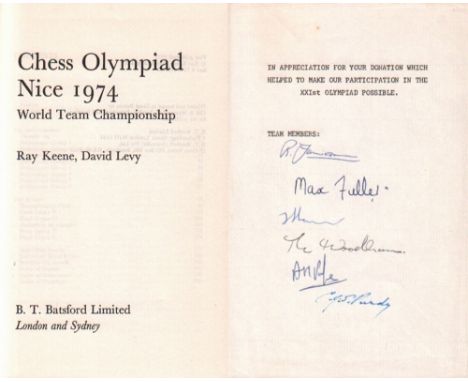 Chess Olympiad
Nice 1974
World Team Championship
Ray Keene, David Levy
B. T. Batsford Limited
London and Sydney
IN APPRECIATION FOR YOUR DONATION WHICH
HELPED TO MAKE OUR PARTICIPATION IN THE
XXIst OLYMPIAD POSSIBLE.
TEAM MEMBERS:
Max Fuller